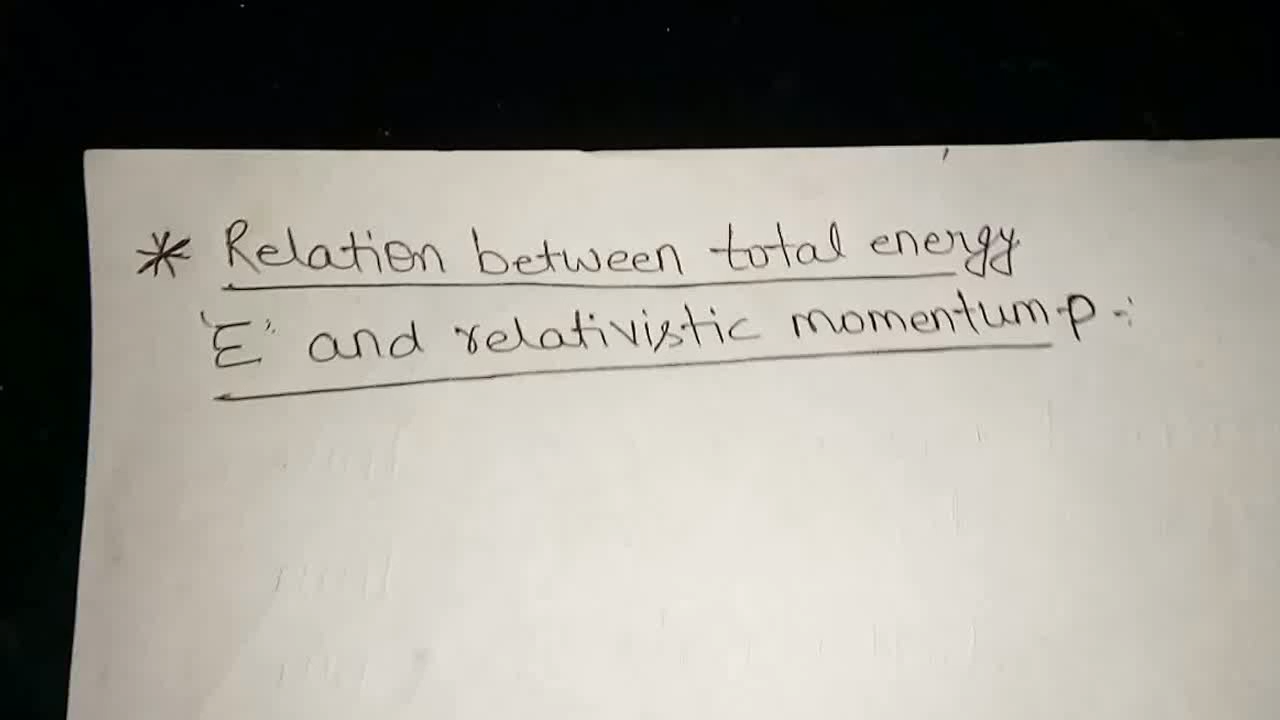 * Relation between total energy
'E' and relativistic momentum p :-